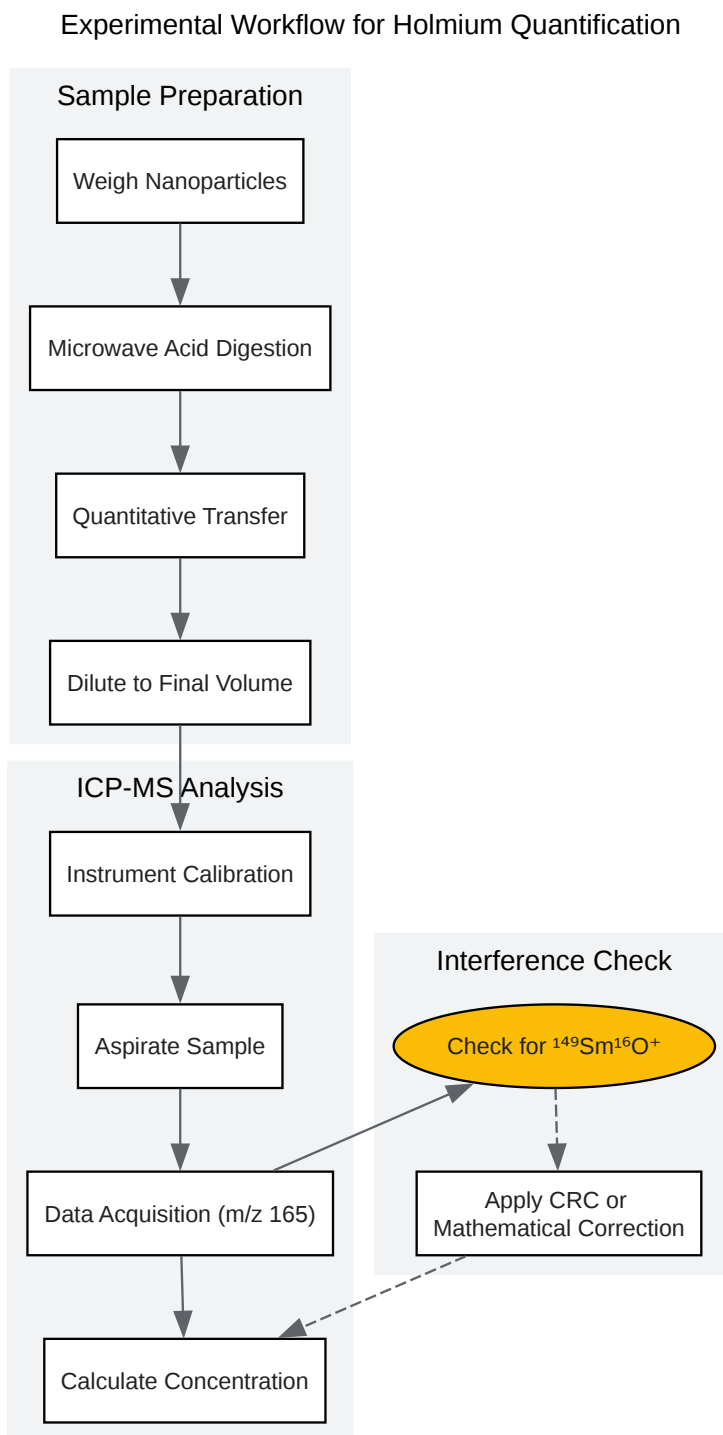 Experimental Workflow for Holmium Quantification
Sample Preparation
Weigh Nanoparticles
Microwave Acid Digestion
Quantitative Transfer
Dilute to Final Volume
ICP-MS Analysis
Instrument Calibration
Aspirate Sample
Data Acquisition (m/z 165)
Calculate Concentration
Interference Check
Check for ¹⁴⁹Sm¹⁶O⁺
Apply CRC or
Mathematical Correction